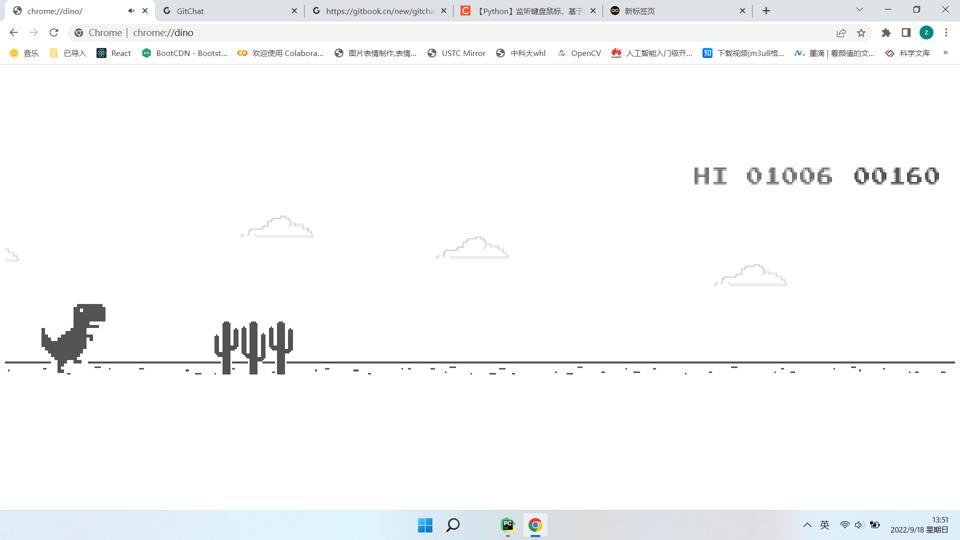 chrome://dino/
GitChat
https://gitbook.cn/new/gitcha
【Python】监听键盘鼠标，基于
新标签页
Chrome | chrome://dino
z
音乐
已导入
React
BootCDN - Bootst...
欢迎使用 Colabora...
图片表情制作,表情...
USTC Mirror
中科大whl
OpenCV
人工智能入门级开...
知
下载视频(m3u8格...
墨滴 | 看颜值的文...
科学文库
»
HI 01006 00160
PC
英
13:51
2022/9/18 星期日